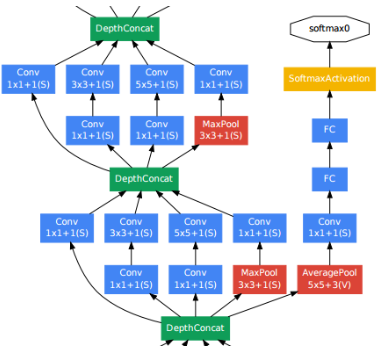 DepthConcat
softmax0
Conv
1x1+1(S)
Conv
3x3+1(S)
Conv
5x5+1(S)
Conv
1x1+1(S)
SoftmaxActivation
Conv
1x1+1(S)
Conv
1x1+1(S)
MaxPool
3x3+1(S)
FC
DepthConcat
FC
Conv
1x1+1(S)
Conv
3x3+1(S)
Conv
5x5+1(S)
Conv
1x1+1(S)
Conv
1x1+1(S)
Conv
1x1+1(S)
Conv
1x1+1(S)
MaxPool
3x3+1(S)
AveragePool
5x5+3(V)
DepthConcat